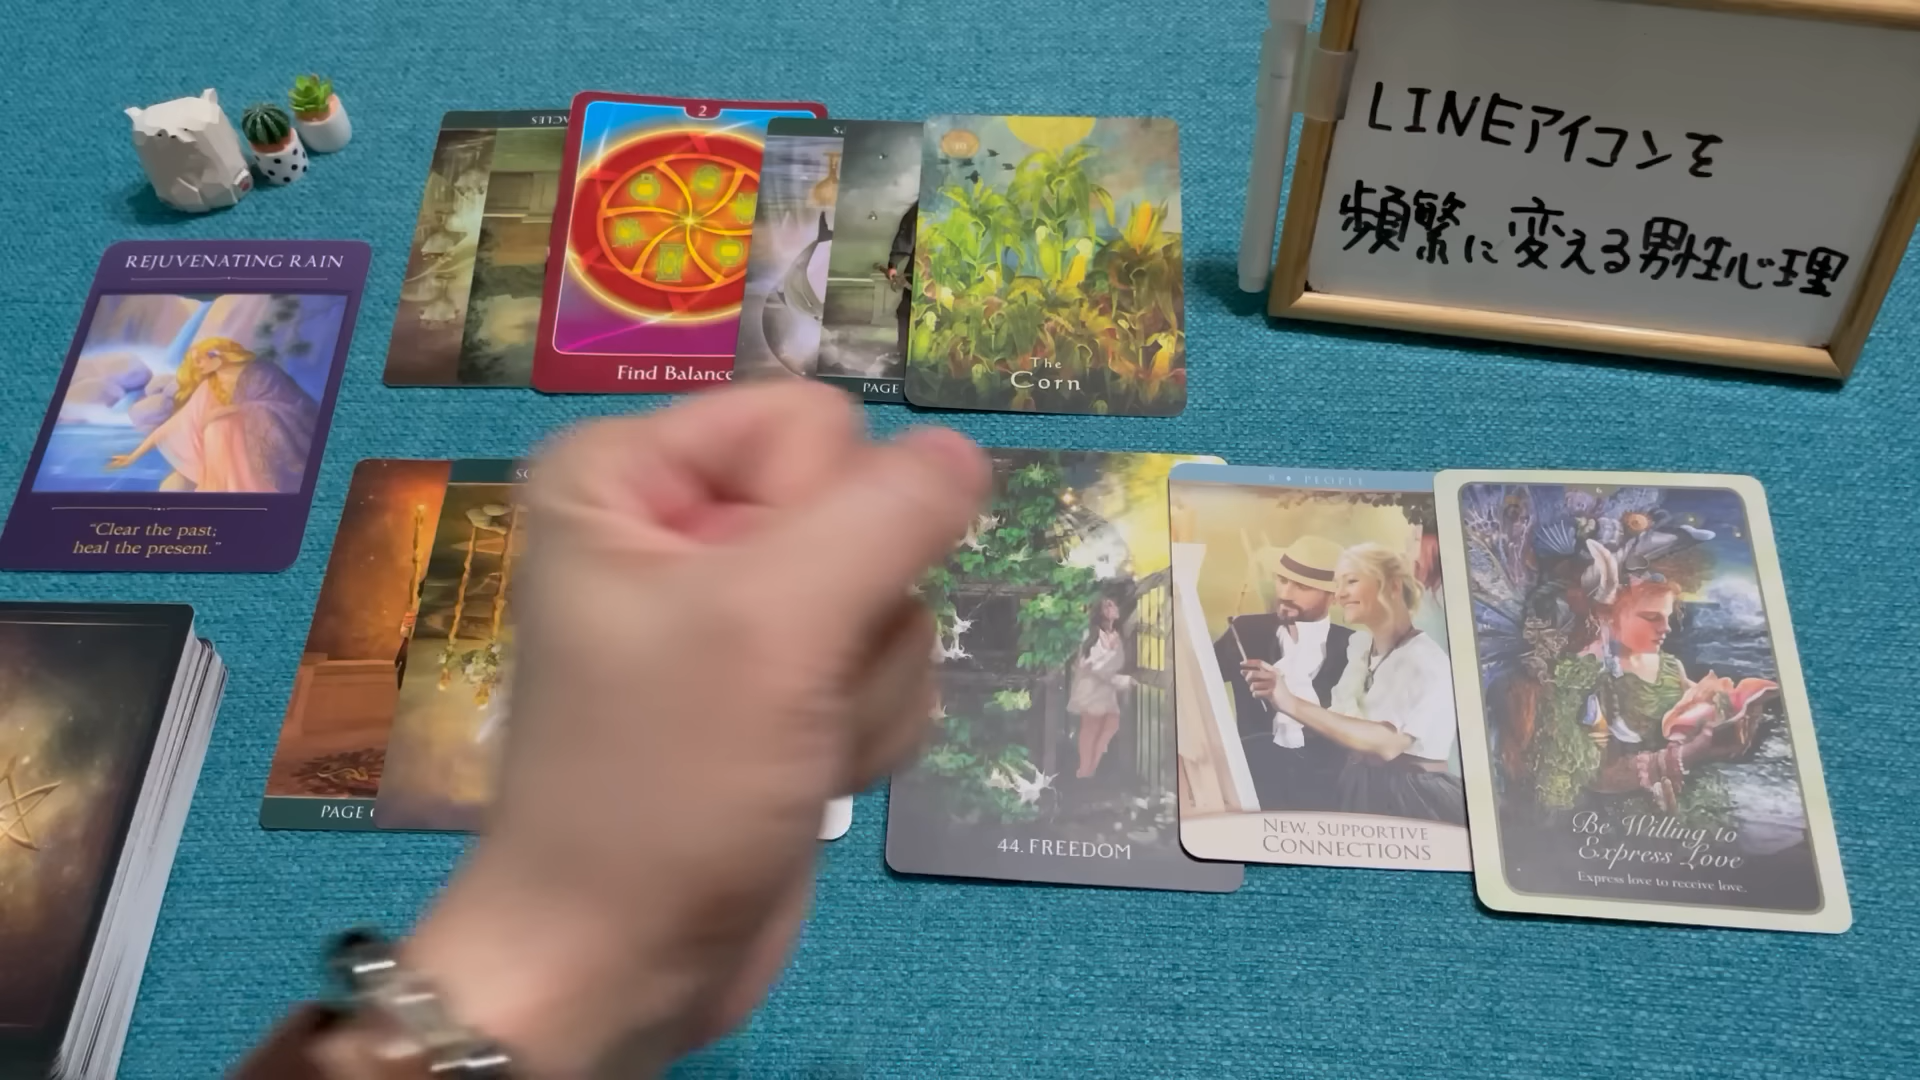 LINEアイコンを
頻繁に変える男性心理
2
Find Balance
PAGE
The
Corn
REJUVENATING RAIN
"Clear the past;
heal the present."
PAGE
44. FREEDOM
8 • PEOPLE
NEW, SUPPORTIVE
CONNECTIONS
Be Willing to
Express Love
Express love to receive love.